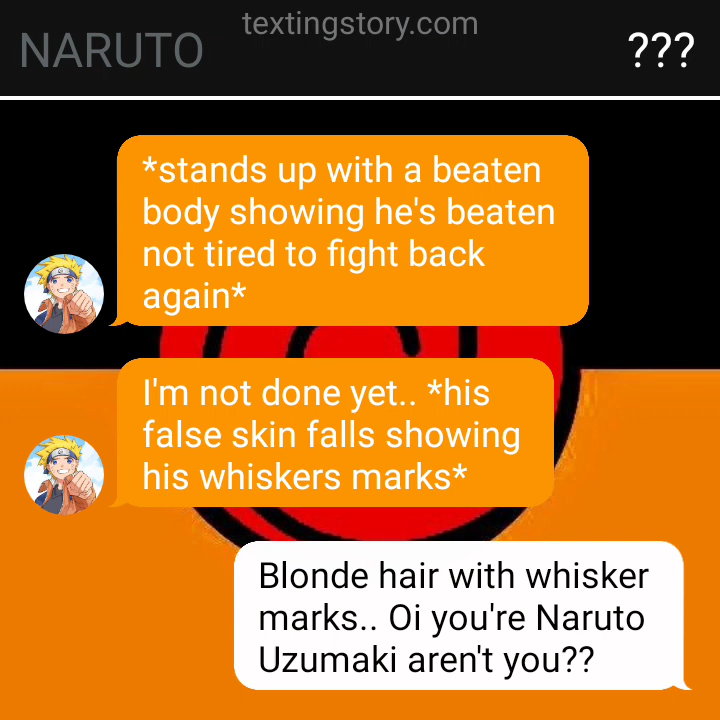 textingstory.com
NARUTO
???
*stands up with a beaten
body showing he's beaten
not tired to fight back
again*
I'm not done yet.. *his
false skin falls showing
his whiskers marks*
Blonde hair with whisker
marks.. Oi you're Naruto
Uzumaki aren't you??